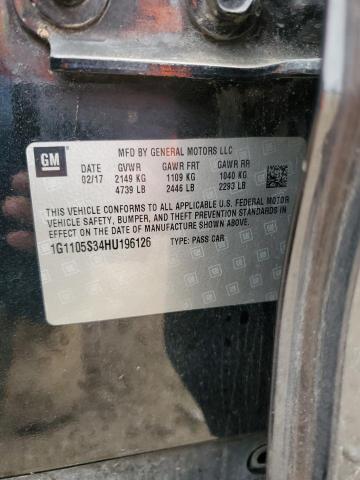 GM
MFD BY GENERAL MOTORS LLC
DATE GVWR GAWR FRT GAWR RR
02/17 2149 KG 1109 KG 1040 KG
4739 LB 2446 LB 2293 LB
THIS VEHICLE CONFORMS TO ALL APPLICABLE U.S. FEDERAL MOTOR
VEHICLE SAFETY, BUMPER, AND THEFT PREVENTION STANDARDS IN
EFFECT ON THE DATE OF MANUFACTURE SHOWN ABOVE.
1G1105S34HU196126 TYPE: PASS CAR